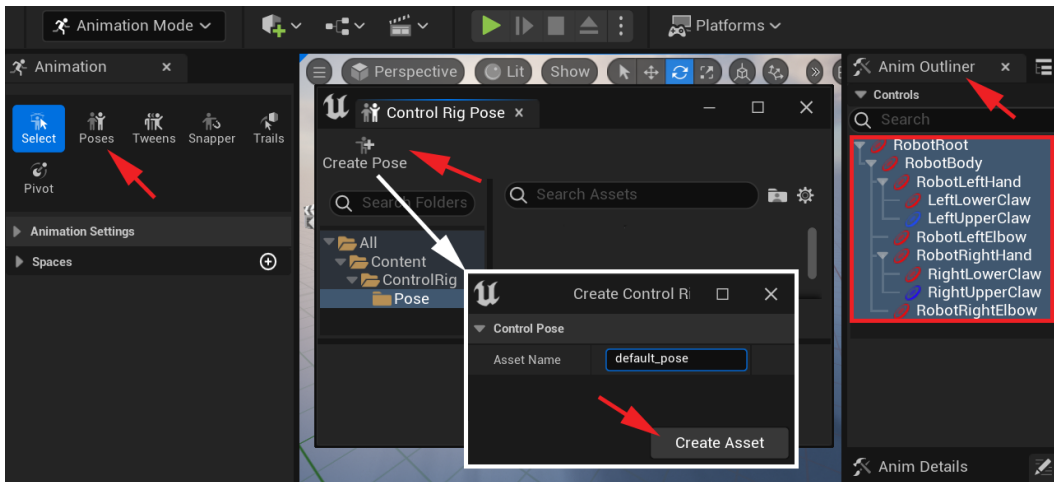 Animation Mode
Platforms
Animation
Select
Poses
Tweens
Snapper
Trails
Pivot
Animation Settings
Spaces
Perspective
Lit
Show
Control Rig Pose
Create Pose
Search Folders
Search Assets
All
Content
ControlRig
Pose
Create Control Ri
Control Pose
Asset Name
default_pose
Create Asset
Anim Outliner
Controls
Search
RobotRoot
RobotBody
RobotLeftHand
LeftLowerClaw
LeftUpperClaw
RobotLeftElbow
RobotRightHand
RightLowerClaw
RightUpperClaw
RobotRightElbow
Anim Details